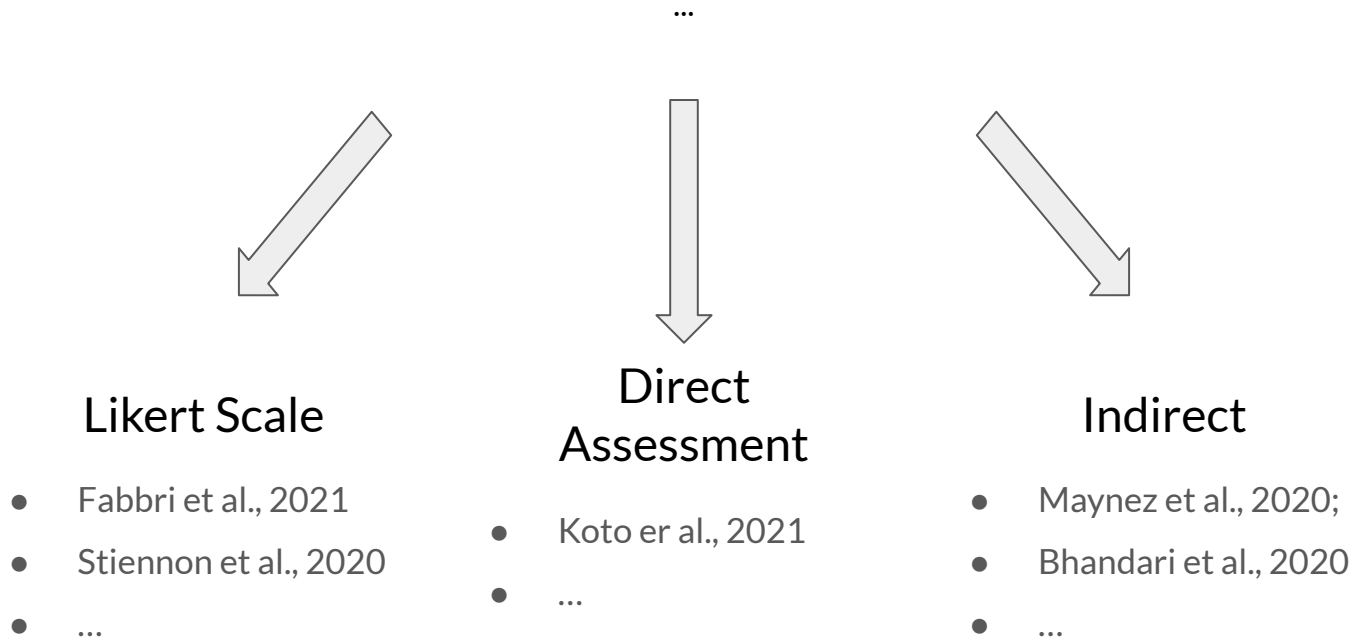 ...
Likert Scale
● Fabbri et al., 2021
● Stiennon et al., 2020
● ...
Direct
Assessment
● Koto er al., 2021
● ...
Indirect
● Maynez et al., 2020;
● Bhandari et al., 2020
● ...